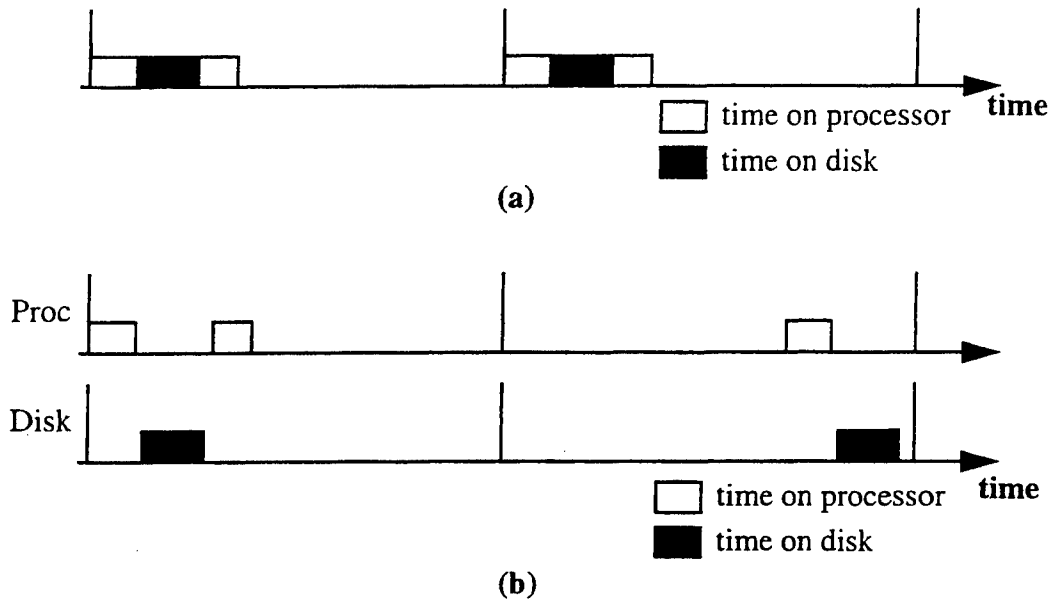 time
time on processor
time on disk
(a)
Proc
Disk
time
time on processor
time on disk
(b)